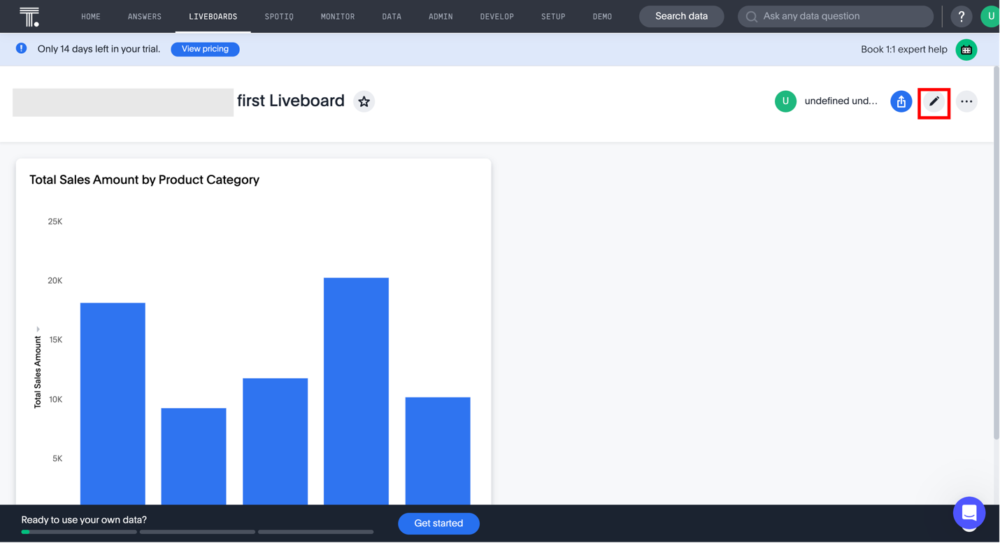 HOME ANSWERS LIVEBOARDS SPOTIQ MONITOR DATA ADMIN DEVELOP SETUP DEMO Search data Ask any data question ? U
! Only 14 days left in your trial. View pricing Book 1:1 expert help
first Liveboard U undefined und...
Total Sales Amount by Product Category
25K
20K
15K
10K
5K
Total Sales Amount
Ready to use your own data? Get started